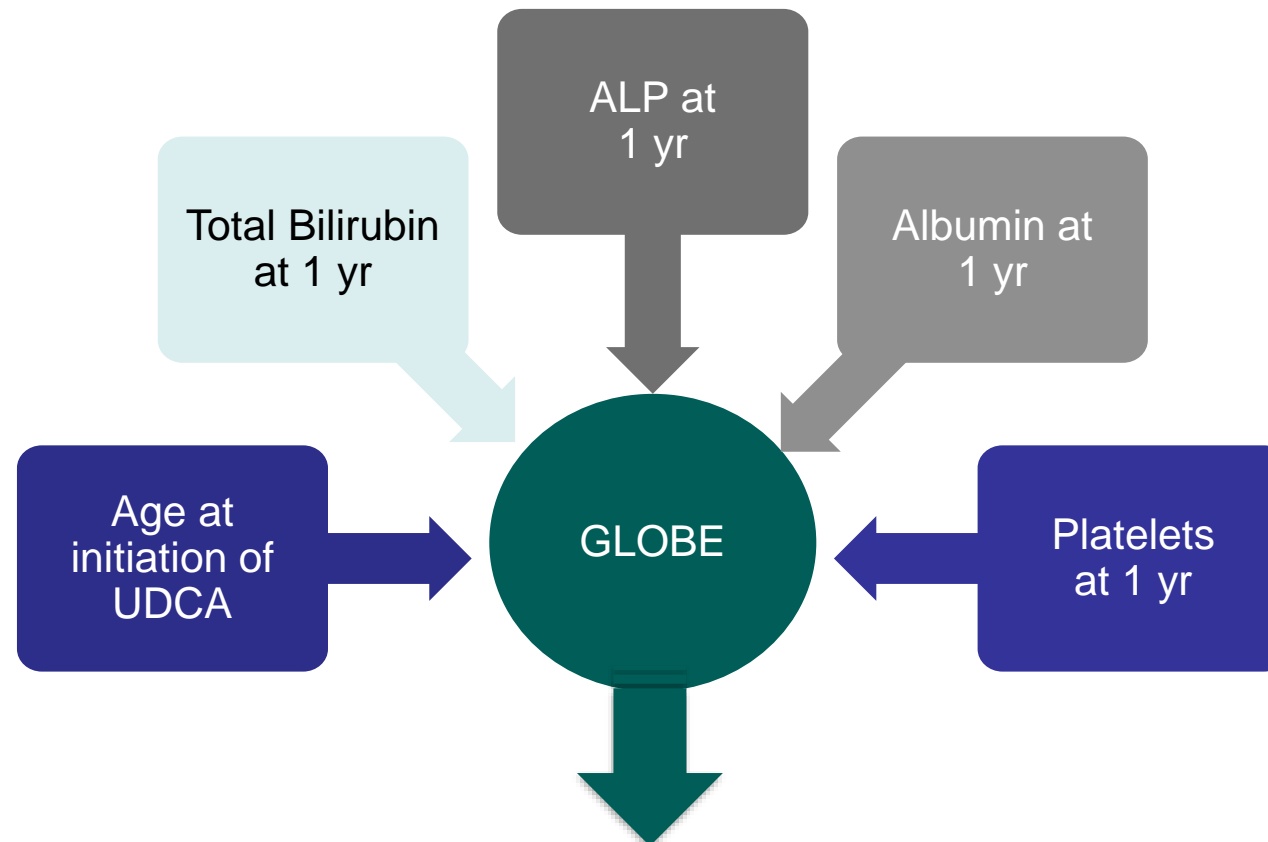 ALP at
1 yr
Total Bilirubin
at 1 yr
Albumin at
1 yr
Age at
initiation of
UDCA
GLOBE
Platelets
at 1 yr